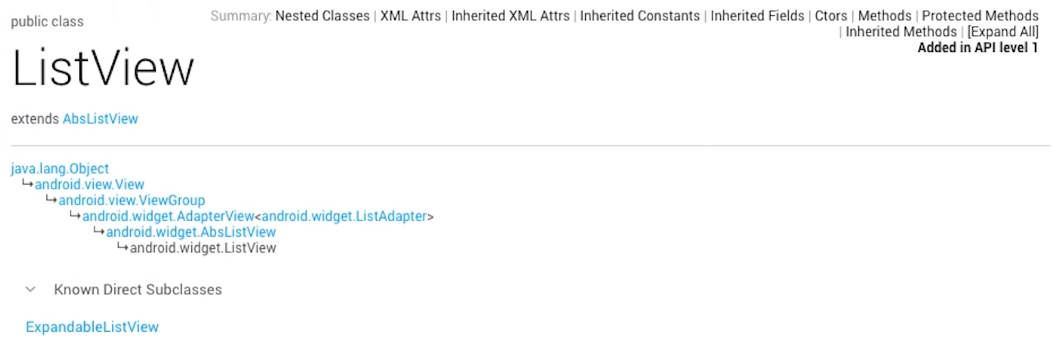 public class
Summary: Nested Classes | XML Attrs | Inherited XML Attrs | Inherited Constants | Inherited Fields | Ctors | Methods | Protected Methods
| Inherited Methods | [Expand All]
Added in API level 1
ListView
extends AbsListView
java.lang.Object
↳android.view.View
↳android.view.ViewGroup
↳android.widget.AdapterView<android.widget.ListAdapter>
↳android.widget.AbsListView
↳android.widget.ListView
Known Direct Subclasses
ExpandableListView